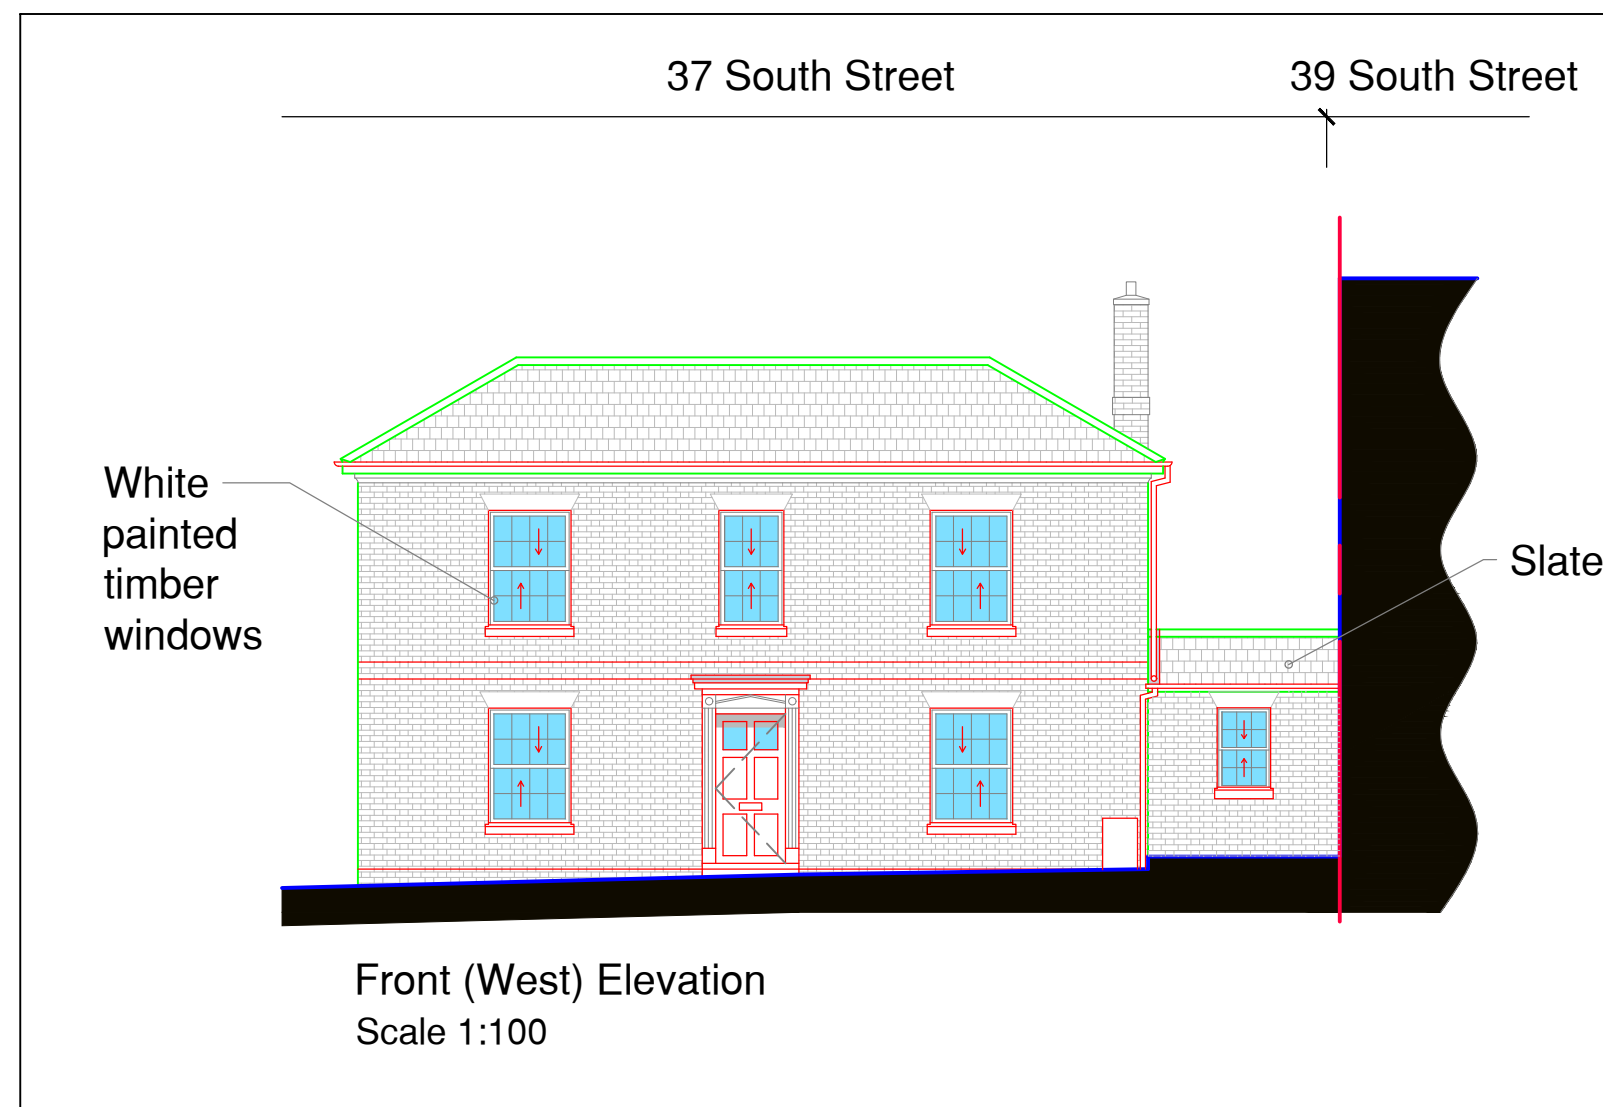 37 South Street
39 South Street
White
painted
timber
windows
Slate
Front (West) Elevation
Scale 1:100